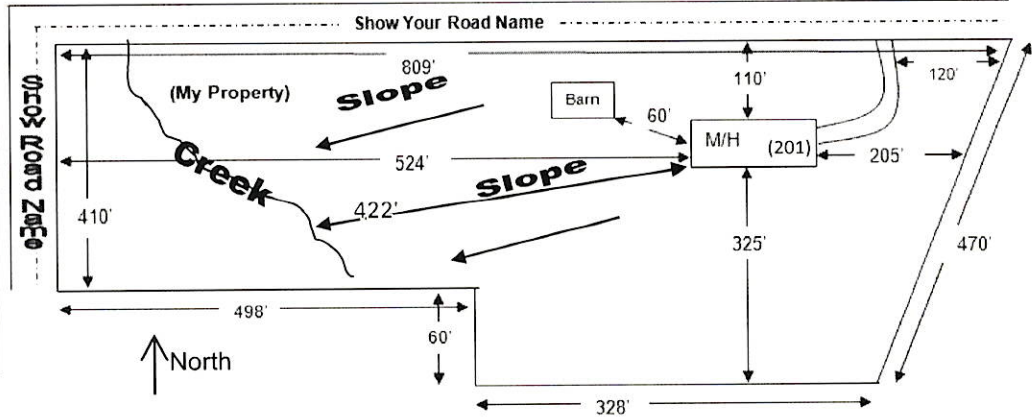 Show Your Road Name
Show Road Name
809'
(My Property)
Slope
110'
120'
Barn
60'
M/H (201)
Creek
524'
205'
Slope
422'
410'
325'
470'
498'
60'
North
328'